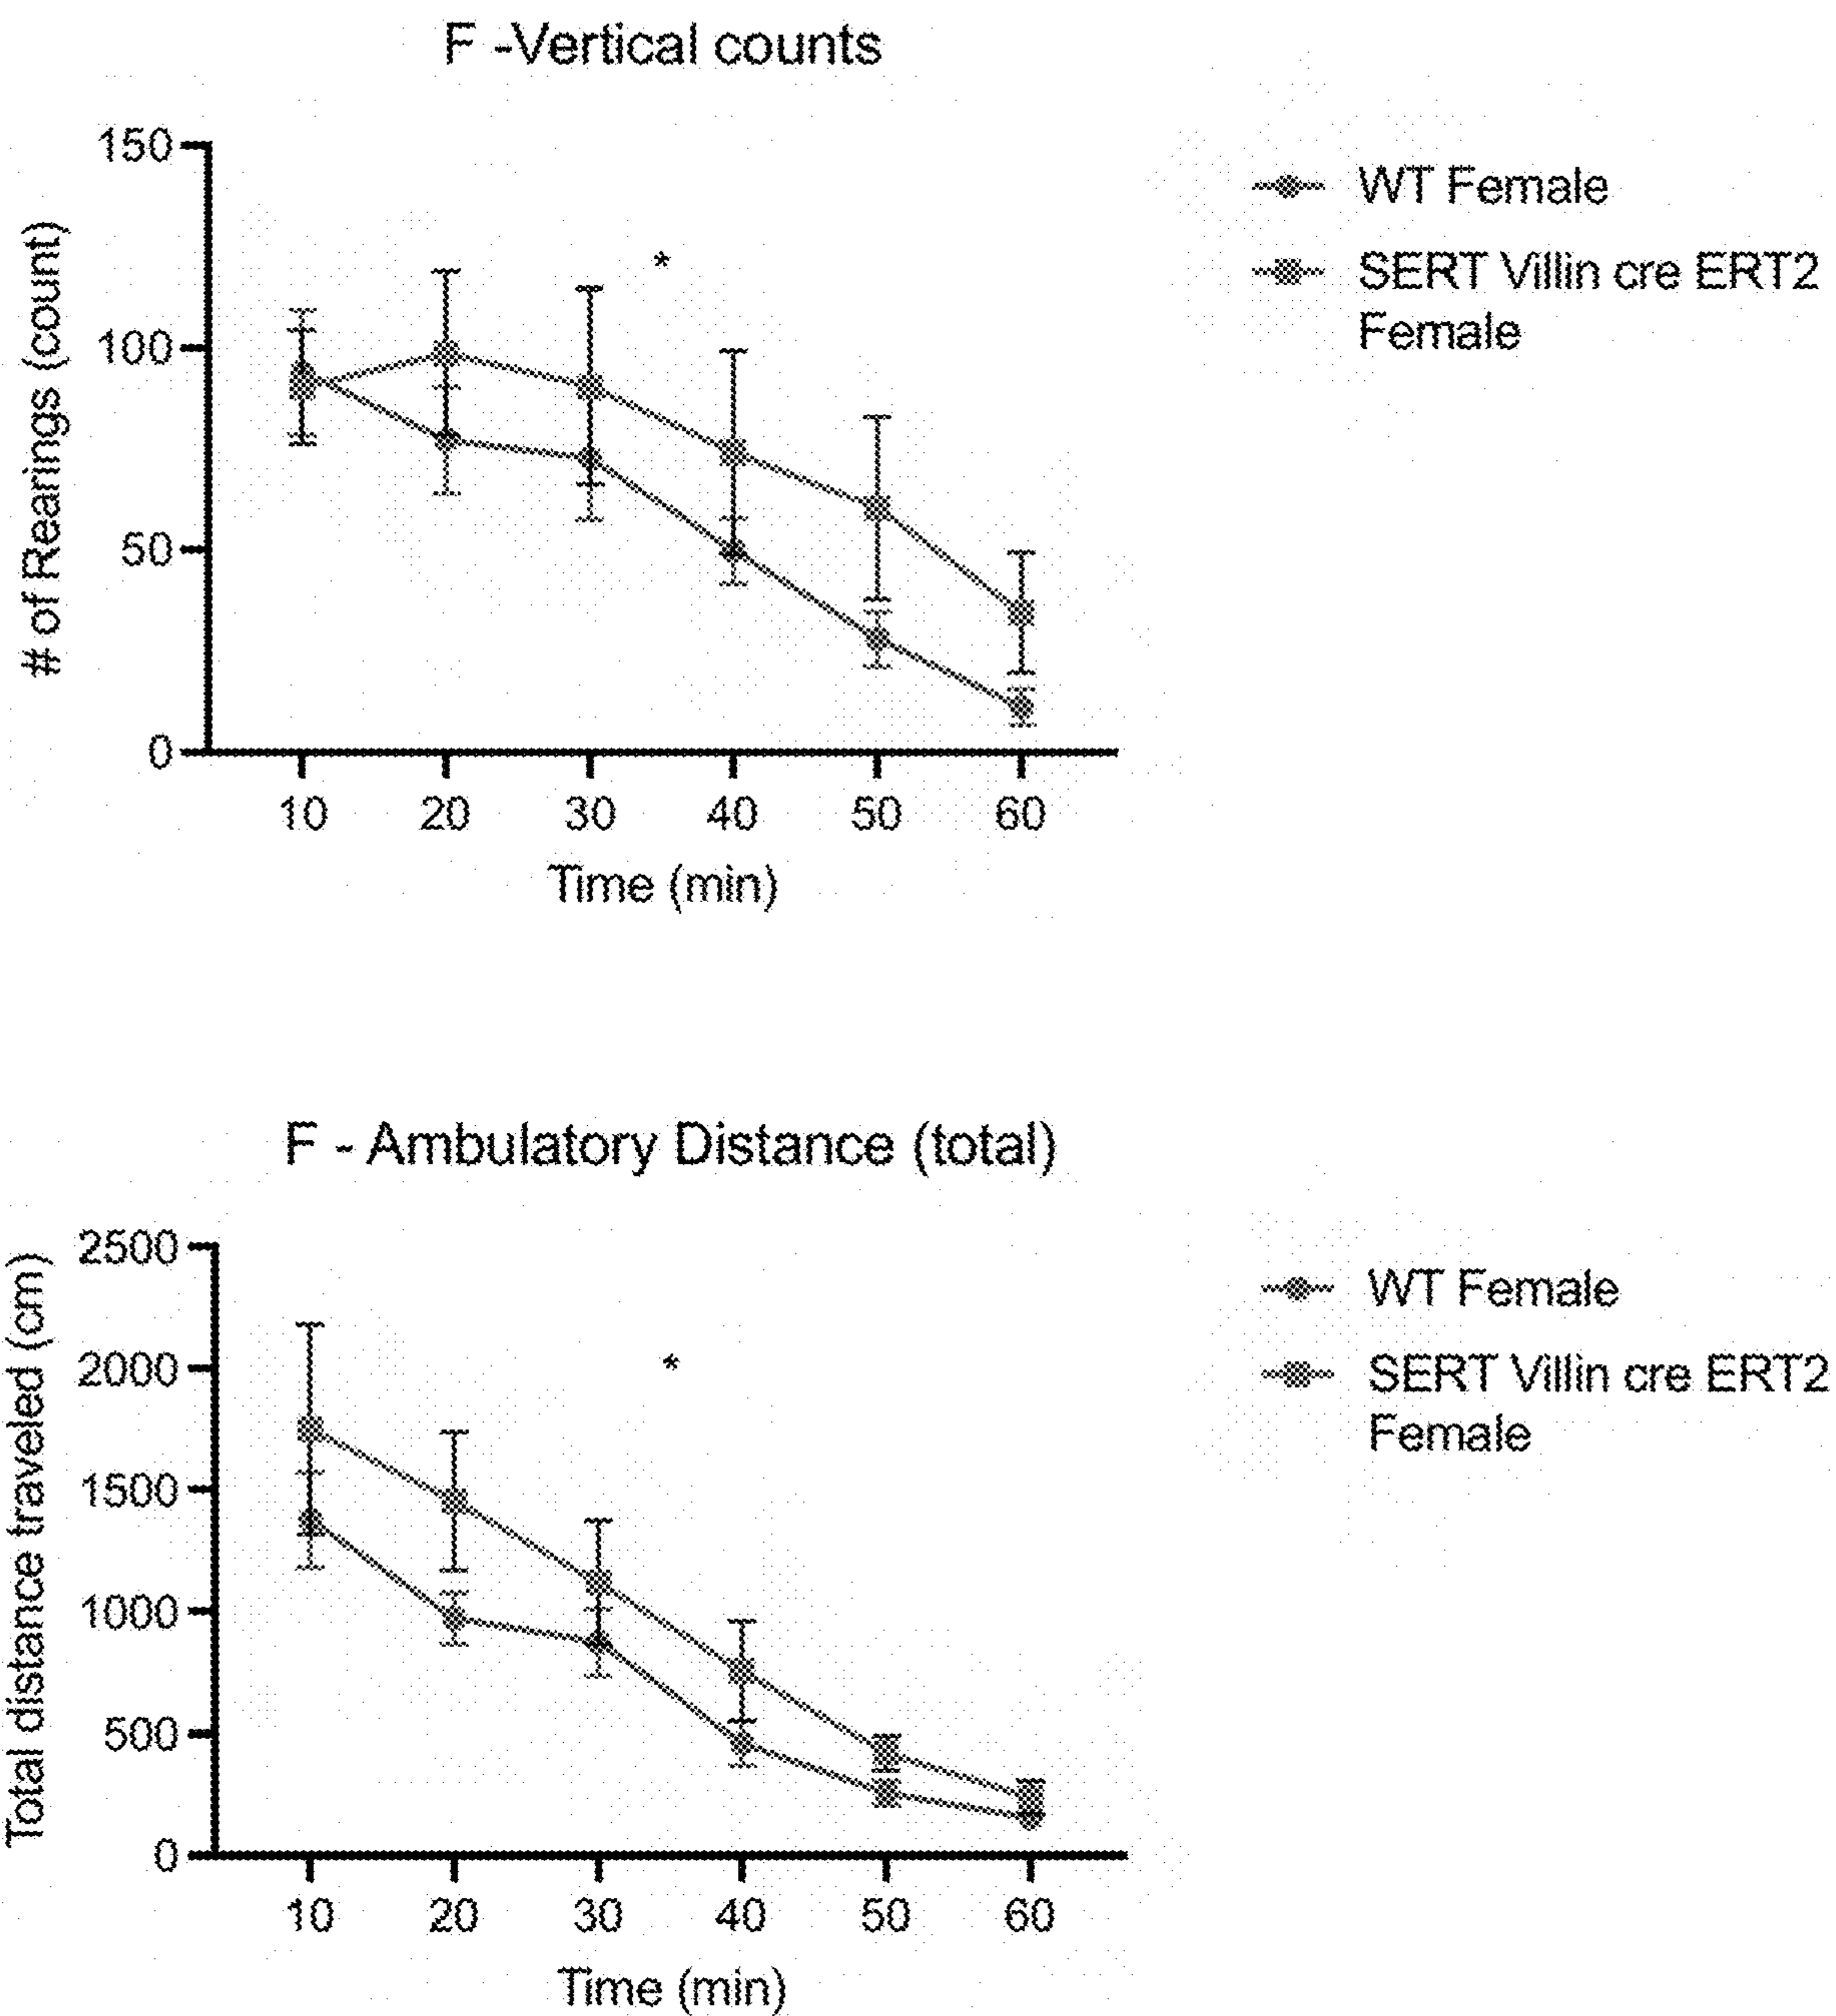 F -Vertical counts
150
100
50
0
# of Rearings (count)
*
10 20 30 40 50 60
Time (min)
WT Female
SERT Villin cre ERT2
Female
F - Ambulatory Distance (total)
2500
2000
1500
1000
500
0
Total distance traveled (cm)
*
10 20 30 40 50 60
Time (min)
WT Female
SERT Villin cre ERT2
Female